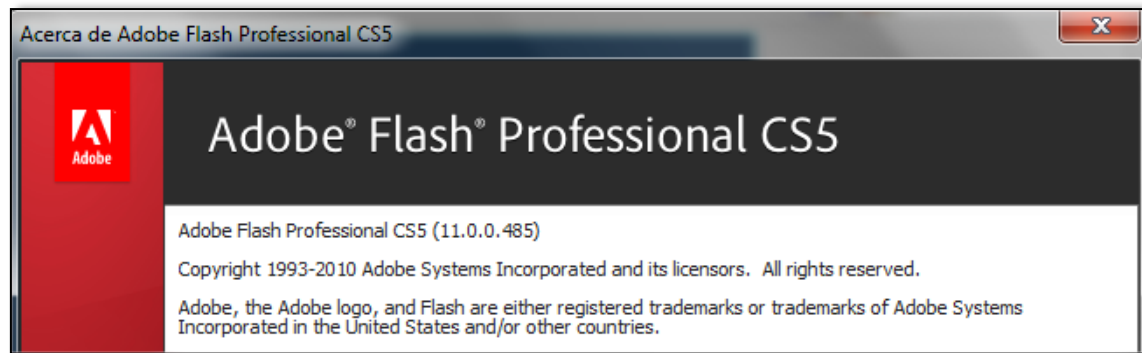 Acerca de Adobe Flash Professional CS5
X
Adobe
Adobe® Flash® Professional CS5
Adobe Flash Professional CS5 (11.0.0.485)
Copyright 1993-2010 Adobe Systems Incorporated and its licensors. All rights reserved.
Adobe, the Adobe logo, and Flash are either registered trademarks or trademarks of Adobe Systems
Incorporated in the United States and/or other countries.